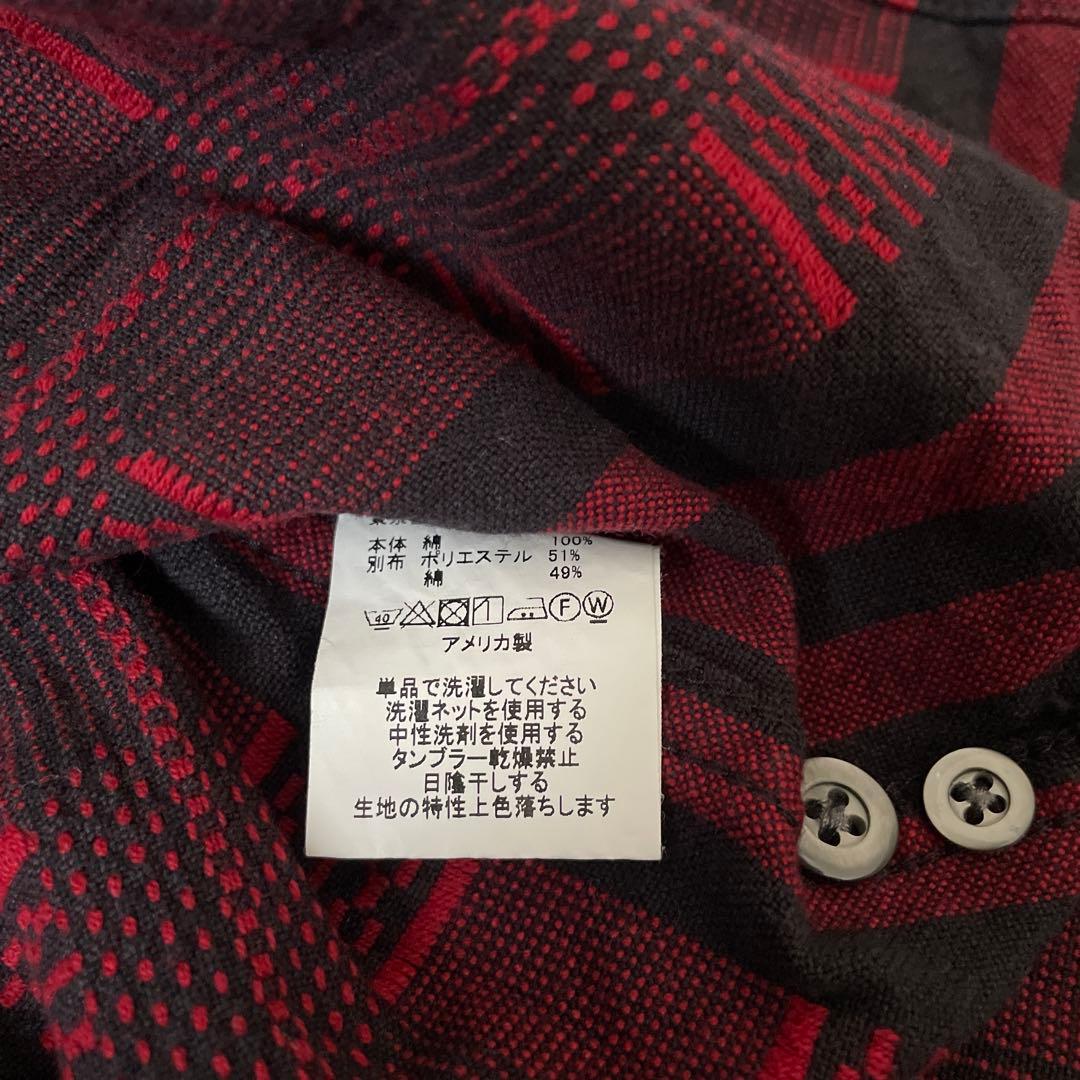 本体 綿 100%
別布 ポリエステル 51%
綿 49%
40 F W
アメリカ製
単品で洗濯してください
洗濯ネットを使用する
中性洗剤を使用する
タンブラー乾燥禁止
日陰干しする
生地の特性上色落ちします